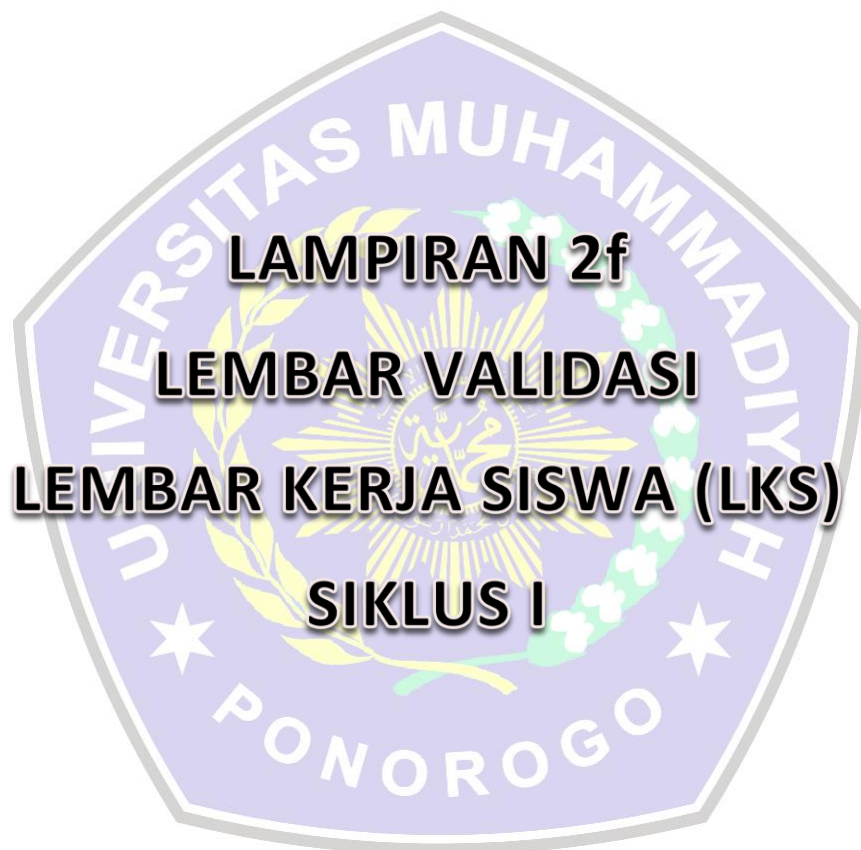 UNIVERSITAS MUHAMMADIYAH
LAMPIRAN 2f
LEMBAR VALIDASI
LEMBAR KERJA SISWA (LKS)
SIKLUS I
PONOROGO